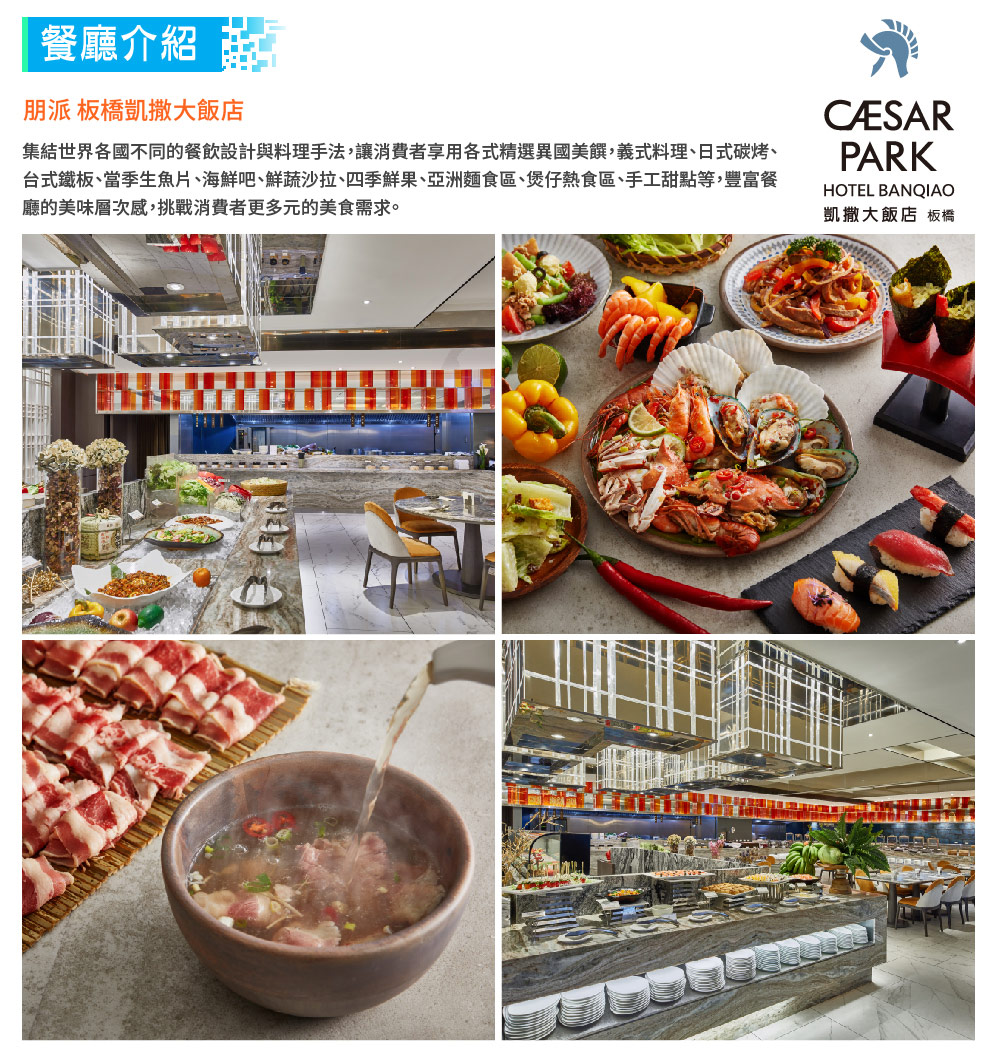 餐廳介紹
朋派 板橋凱撒大飯店
集結世界各國不同的餐飲設計與料理手法,讓消費者享用各式精選異國美饌,義式料理、日式碳烤、
台式鐵板、當季生魚片、海鮮吧、鮮蔬沙拉、四季鮮果、亞洲麵食區、煲仔熱食區、手工甜點等,豐富餐
廳的美味層次感,挑戰消費者更多元的美食需求。
CÆSAR
PARK
HOTEL BANQIAO
凱撒大飯店 板橋